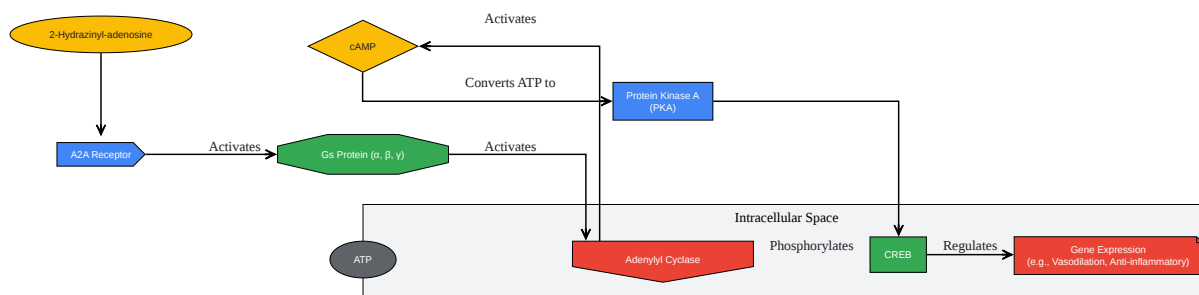 Activates
2-Hydrazinyl-adenosine
cAMP
Converts ATP to
Protein Kinase A
(PKA)
A2A Receptor
Activates
Gs Protein (α, β, γ)
Activates
Intracellular Space
Phosphorylates
Regulates
Gene Expression
(e.g., Vasodilation, Anti-inflammatory)
CREB
ATP
Adenylyl Cyclase